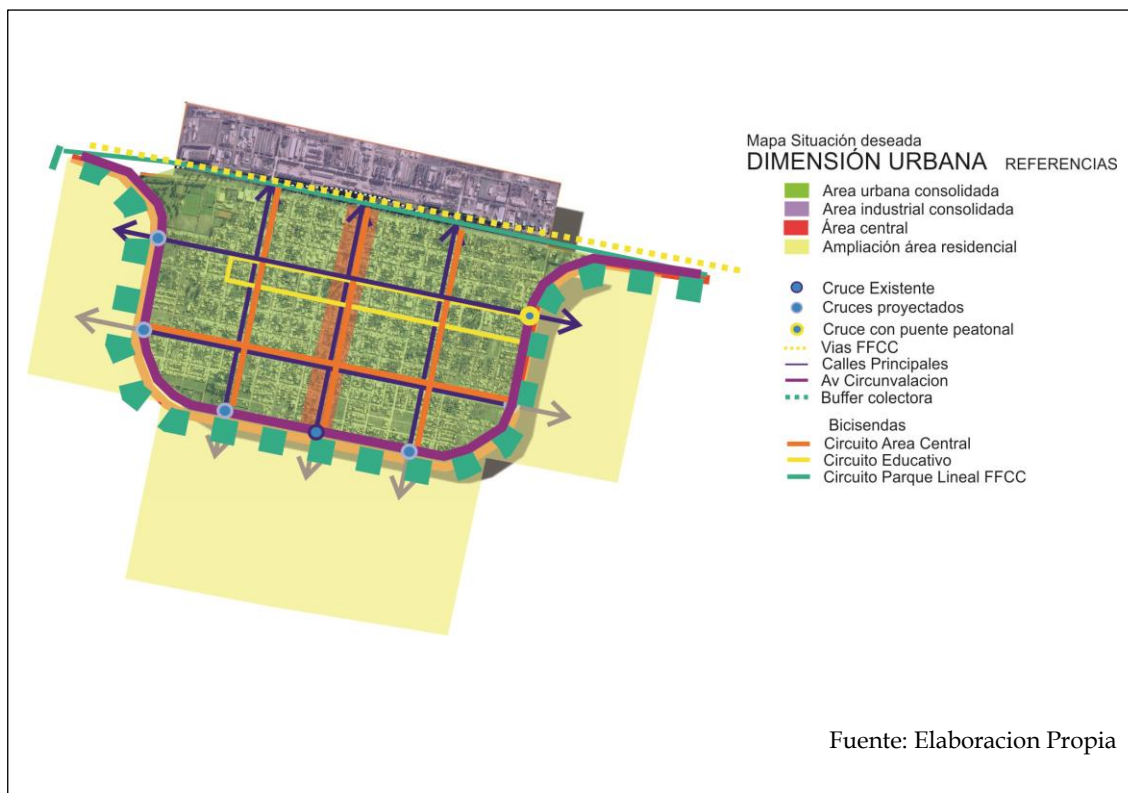 Mapa Situación deseada
DIMENSIÓN URBANA REFERENCIAS
Area urbana consolidada
Area industrial consolidada
Área central
Ampliación área residencial
Cruce Existente
Cruces proyectados
Cruce con puente peatonal
Vias FFCC
Calles Principales
Av Circunvalacion
Buffer colectora
Bicisendas
Circuito Area Central
Circuito Educativo
Circuito Parque Lineal FFCC
Fuente: Elaboracion Propia